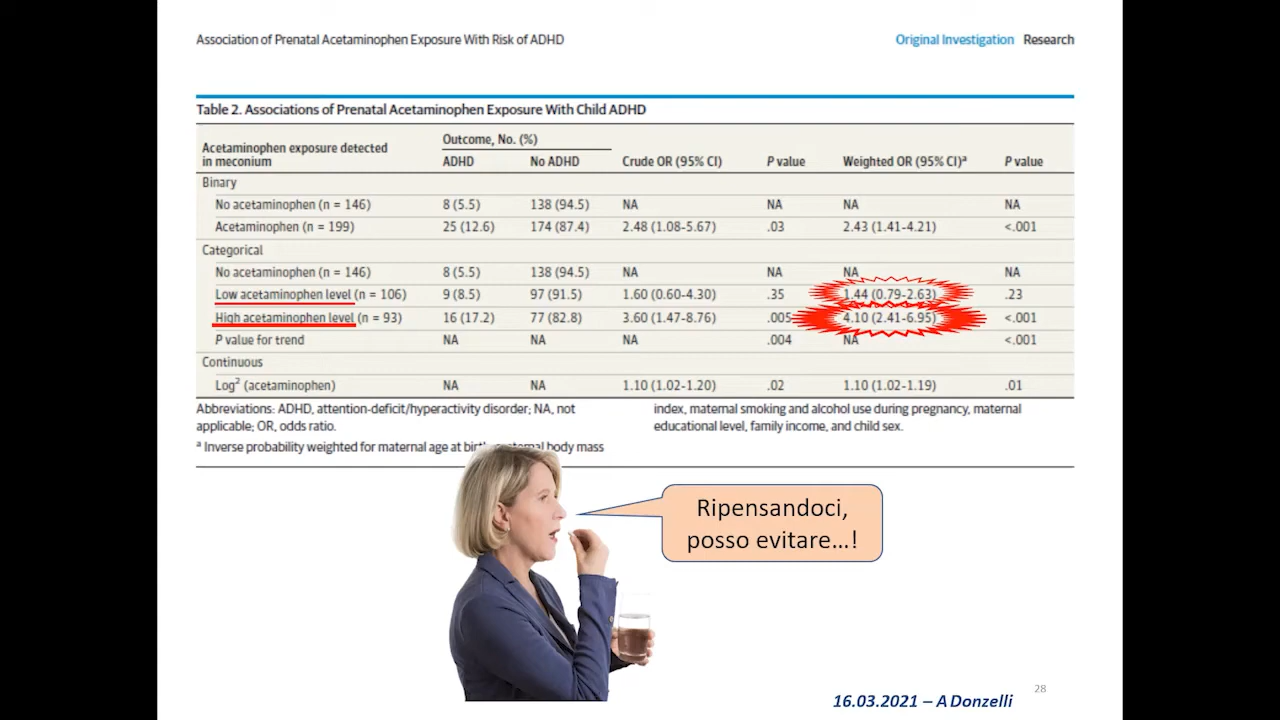 Association of Prenatal Acetaminophen Exposure With Risk of ADHD
Original Investigation Research
Table 2. Associations of Prenatal Acetaminophen Exposure With Child ADHD
Acetaminophen exposure detected in meconium
Outcome, No. (%)
ADHD No ADHD Crude OR (95% CI) P value Weighted OR (95% CI)ª P value
Binary
No acetaminophen (n = 146) 8 (5.5) 138 (94.5) NA NA NA NA
Acetaminophen (n = 199) 25 (12.6) 174 (87.4) 2.48 (1.08-5.67) .03 2.43 (1.41-4.21) <.001
Categorical
No acetaminophen (n = 146) 8 (5.5) 138 (94.5) NA NA NA NA
Low acetaminophen level (n = 106) 9 (8.5) 97 (91.5) 1.60 (0.60-4.30) .35 1.44 (0.79-2.63) .23
High acetaminophen level (n = 93) 16 (17.2) 77 (82.8) 3.60 (1.47-8.76) .005 4.10 (2.41-6.95) <.001
P value for trend NA NA NA .004 NA <.001
Continuous
Log² (acetaminophen) NA NA 1.10 (1.02-1.20) .02 1.10 (1.02-1.19) .01
Abbreviations: ADHD, attention-deficit/hyperactivity disorder; NA, not
applicable; OR, odds ratio.
ª Inverse probability weighted for maternal age at body mass
index, maternal smoking and alcohol use during pregnancy, maternal
educational level, family income, and child sex.
Ripensandoci,
posso evitare...!
28
16.03.2021 – A Donzelli